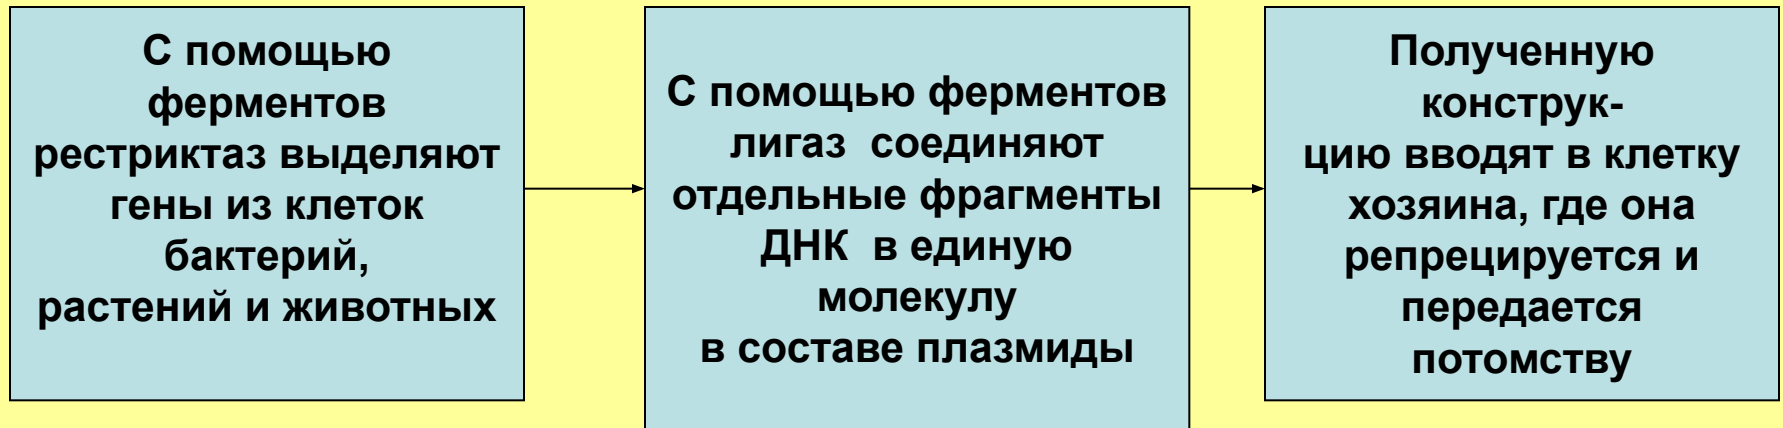 С помощью
ферментов
рестриктаз выделяют
гены из клеток
бактерий,
растений и животных
С помощью ферментов
лигаз соединяют
отдельные фрагменты
ДНК в единую
молекулу
в составе плазмиды
Полученную
конструк-
цию вводят в клетку
хозяина, где она
репрецируется и
передается
потомству